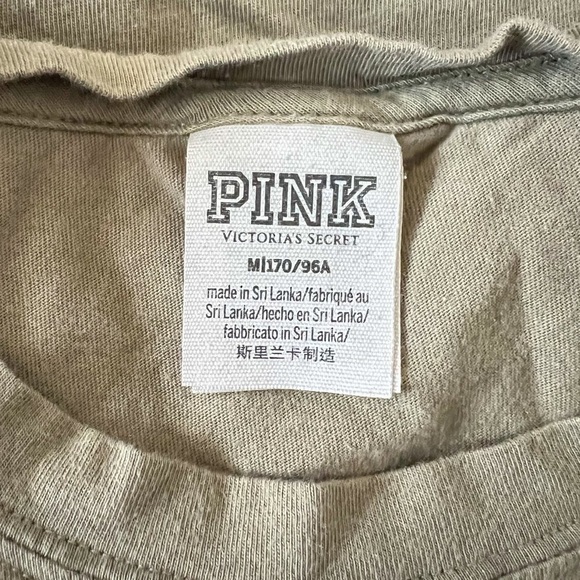 PINK
VICTORIA'S SECRET
M|170/96A
made in Sri Lanka/fabriqué au
Sri Lanka/hecho en Sri Lanka/
fabbricato in Sri Lanka/
斯里兰卡制造